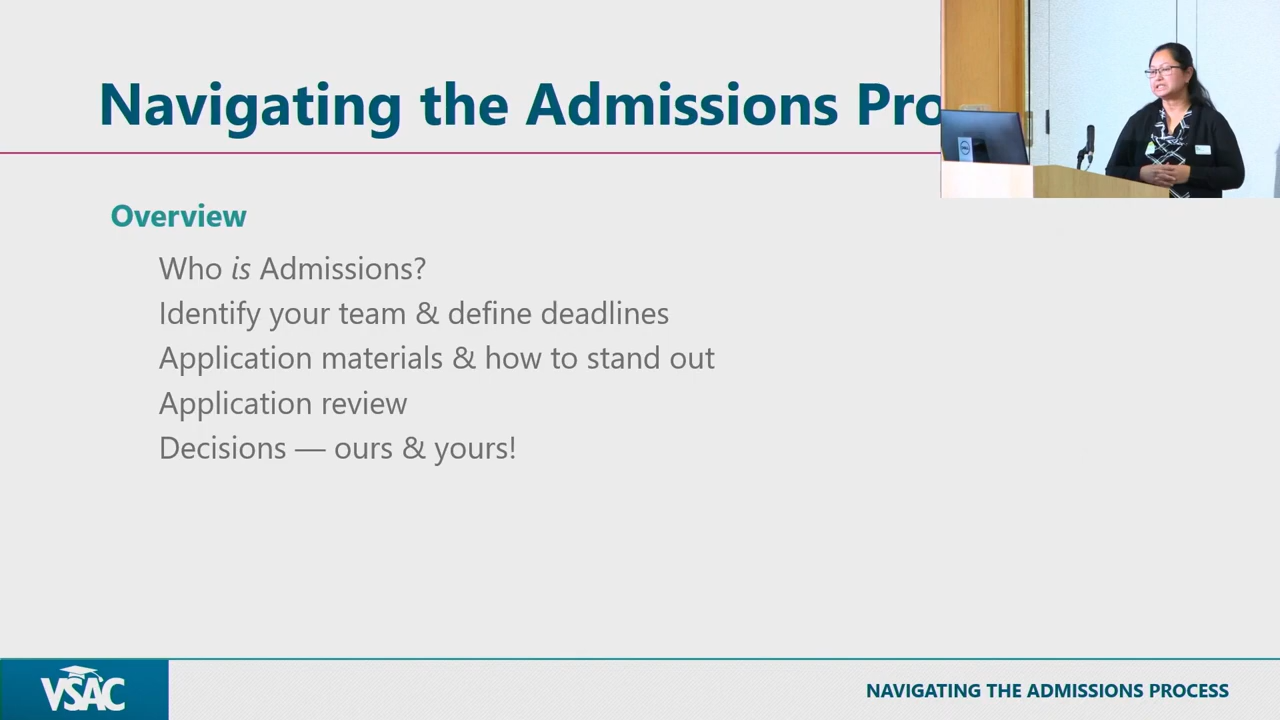 Navigating the Admissions Pro
Overview
Who is Admissions?
Identify your team & define deadlines
Application materials & how to stand out
Application review
Decisions — ours & yours!
VSAC
NAVIGATING THE ADMISSIONS PROCESS